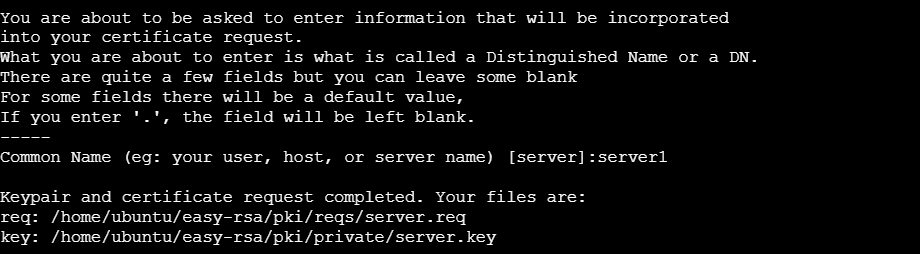 You are about to be asked to enter information that will be incorporated
into your certificate request.
What you are about to enter is what is called a Distinguished Name or a DN.
There are quite a few fields but you can leave some blank
For some fields there will be a default value,
If you enter '.', the field will be left blank.
-----
Common Name (eg: your user, host, or server name) [server]:server1
Keypair and certificate request completed. Your files are:
req: /home/ubuntu/easy-rsa/pki/reqs/server.req
key: /home/ubuntu/easy-rsa/pki/private/server.key